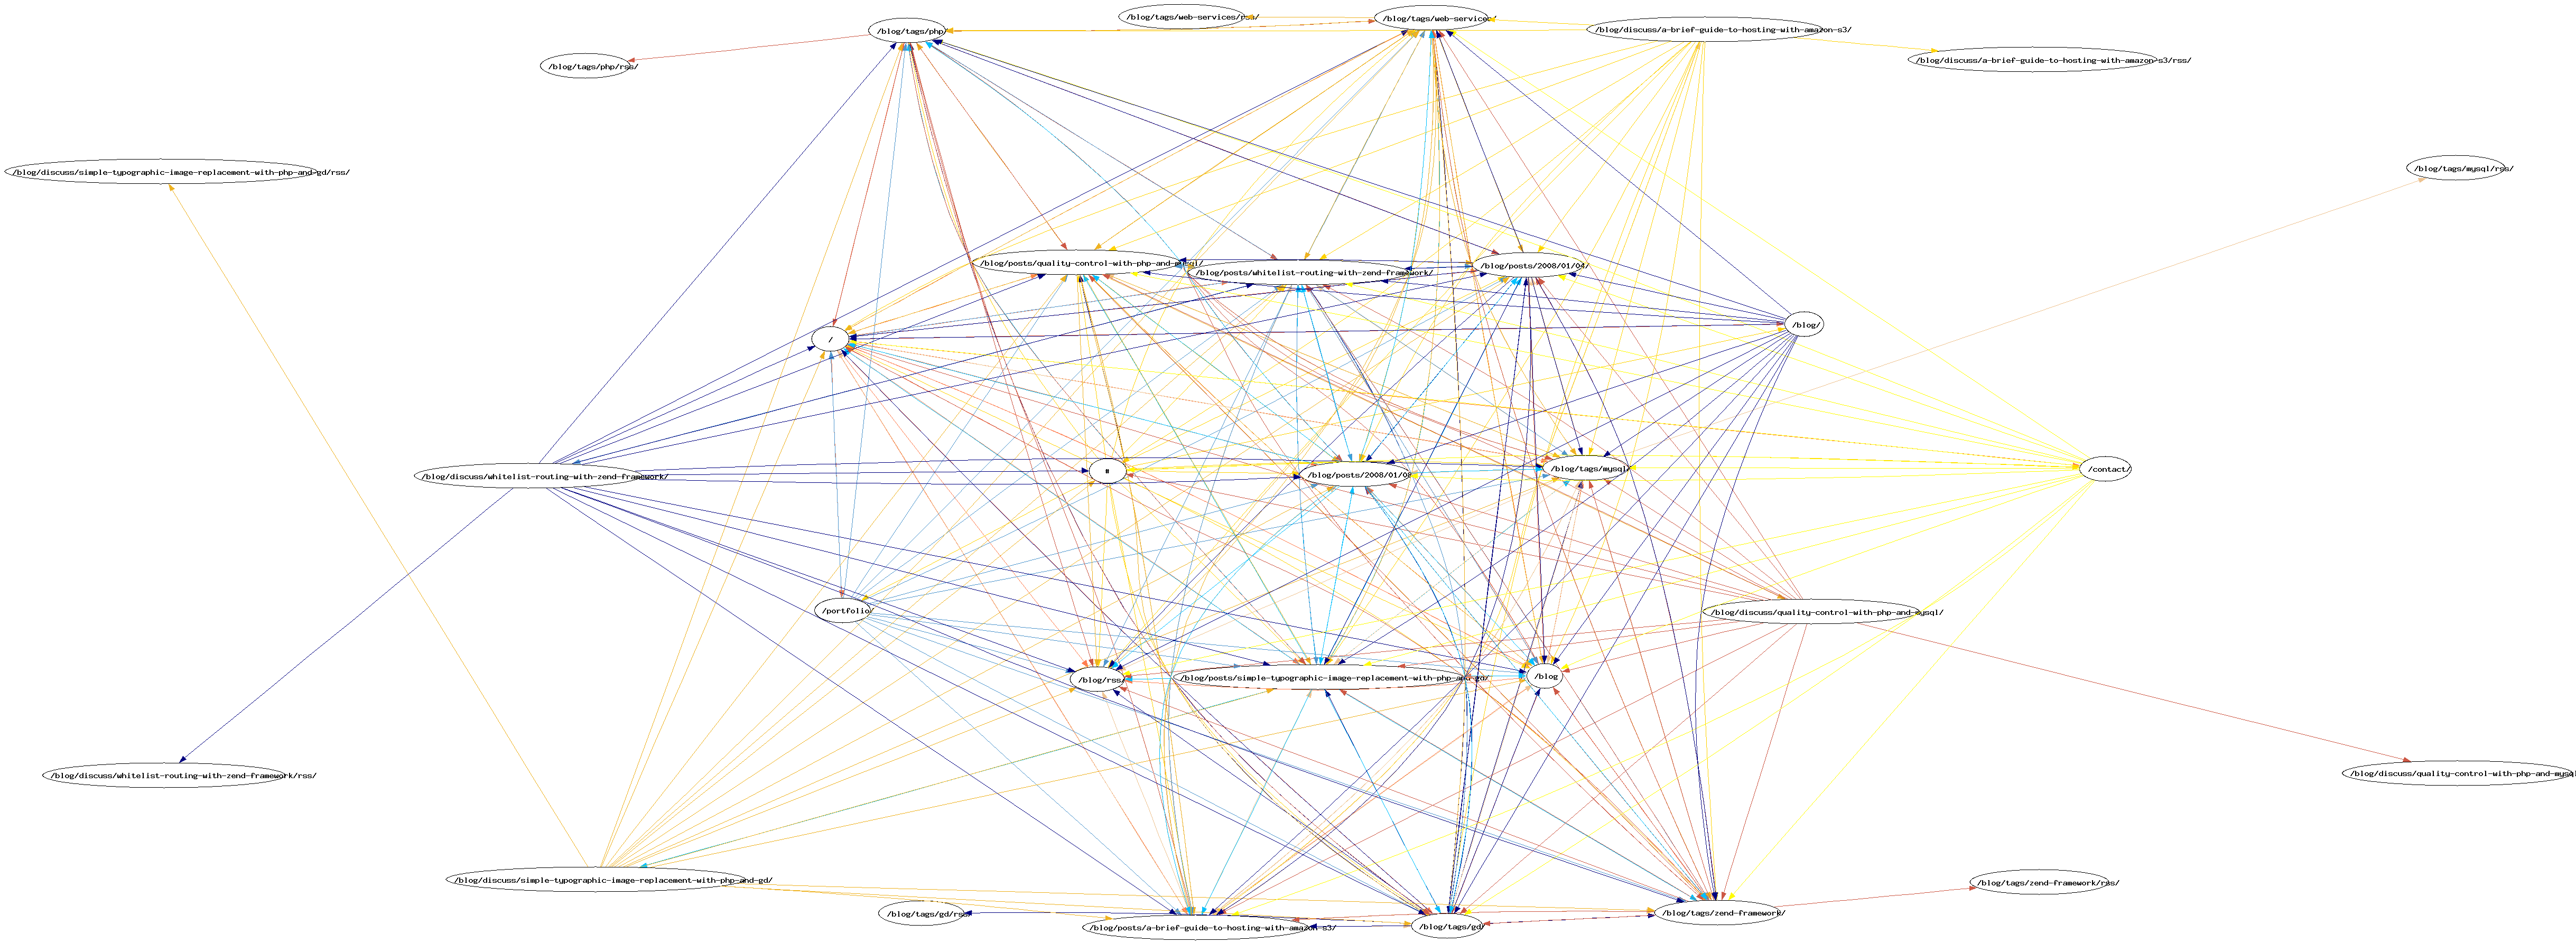 /blog/tags/web-services/rss/
/blog/tags/web-services/
/blog/tags/php/
/blog/discuss/a-brief-guide-to-hosting-with-amazon-s3/
/blog/tags/php/rss/
/blog/discuss/a-brief-guide-to-hosting-with-amazon-s3/rss/
/blog/discuss/simple-typographic-image-replacement-with-php-and-gd/rss/
/blog/tags/mysql/rss/
/blog/posts/quality-control-with-php-and-mysql/
/blog/posts/whitelist-routing-with-zend-framework/
/blog/posts/2008/01/04/
/blog/
/
/blog/discuss/whitelist-routing-with-zend-framework/
#
/blog/posts/2008/01/08/
/blog/tags/mysql/
/contact/
/portfolio/
/blog/discuss/quality-control-with-php-and-mysql/
/blog/rss/
/blog/posts/simple-typographic-image-replacement-with-php-and-gd/
/blog
/blog/discuss/whitelist-routing-with-zend-framework/rss/
/blog/discuss/quality-control-with-php-and-mysql
/blog/discuss/simple-typographic-image-replacement-with-php-and-gd/
/blog/tags/zend-framework/rss/
/blog/tags/gd/rss/
/blog/posts/a-brief-guide-to-hosting-with-amazon-s3/
/blog/tags/gd/
/blog/tags/zend-framework/